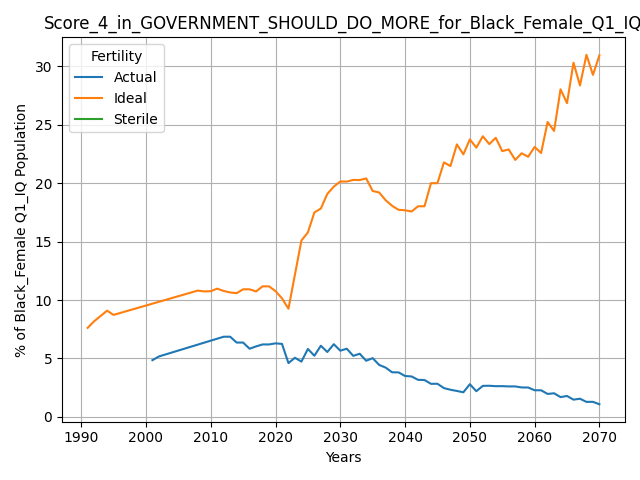 Score_4_in_GOVERNMENT_SHOULD_DO_MORE_for_Black_Female_Q1_IQ
Fertility
Actual
Ideal
Sterile
% of Black_Female Q1_IQ Population
30
25
20
15
10
5
0
1990 2000 2010 2020 2030 2040 2050 2060 2070
Years